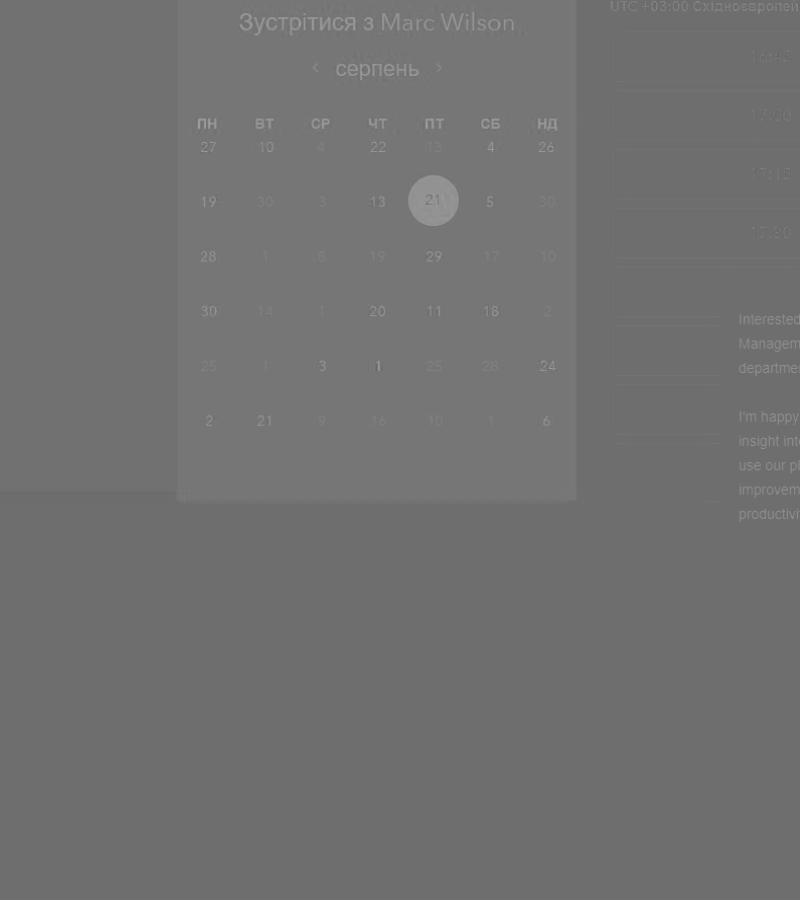 Зустрітися з Marc Wilson
‹ серпень ›
ПН ВТ СР ЧТ ПТ СБ НД
27 10 4 22 13 4 26
19 30 3 13 21 5 30
28 1 8 19 29 17 10
30 14 1 20 11 18 2
25 1 3 1 25 28 24
2 21 9 16 10 1 6
UTC +03:00 Східноєвропей
16:45
17:00
17:15
17:30
Interested
Managem
departmen
I'm happy
insight int
use our pl
improvem
productivi